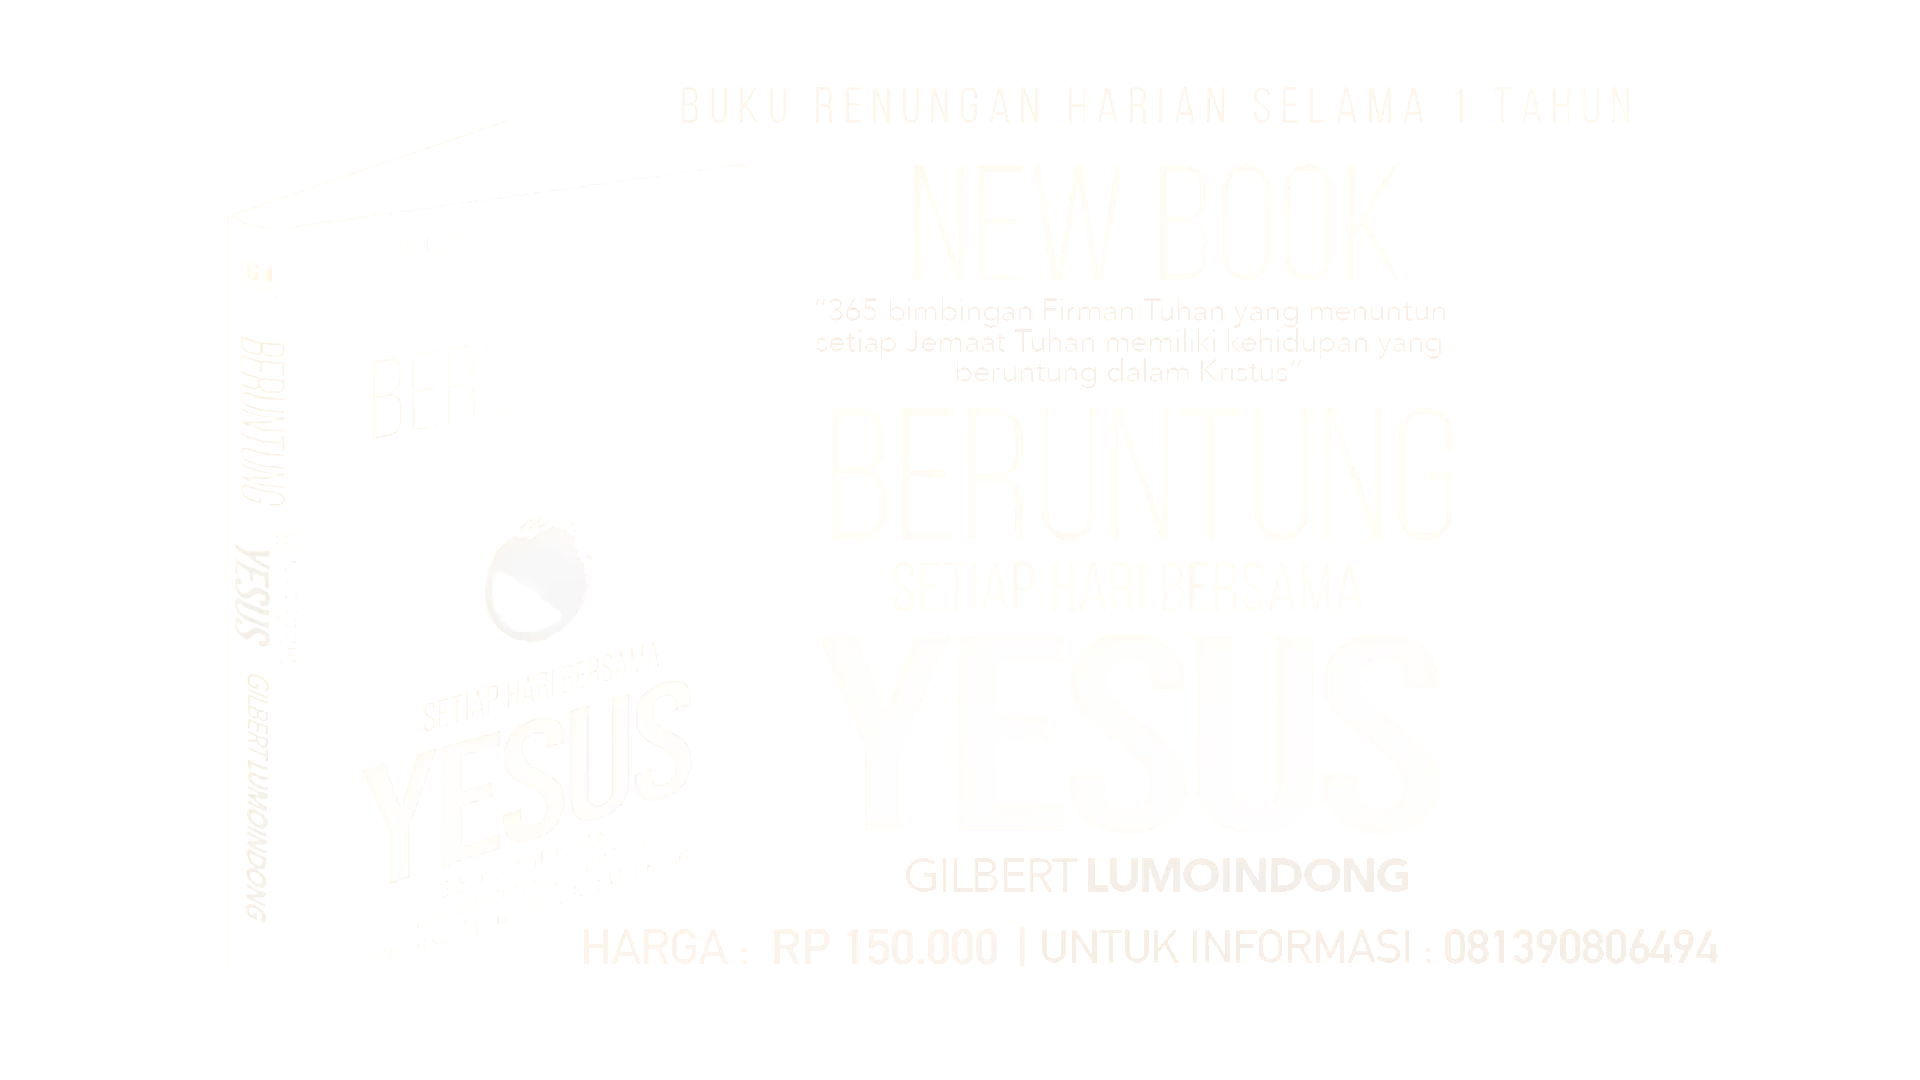 BUKU RENUNGAN HARIAN SELAMA 1 TAHUN
NEW BOOK
“365 bimbingan Firman Tuhan yang menuntun
setiap Jemaat Tuhan memiliki kehidupan yang
beruntung dalam Kristus”
BERUNTUNG
SETIAP HARI BERSAMA
YESUS
GILBERT LUMOINDONG
HARGA : RP 150.000 | UNTUK INFORMASI : 081390806494
BERUNTUNG
YESUS
GILBERT LUMOINDONG
BER
SETIAP HARI BERSAMA
YESUS